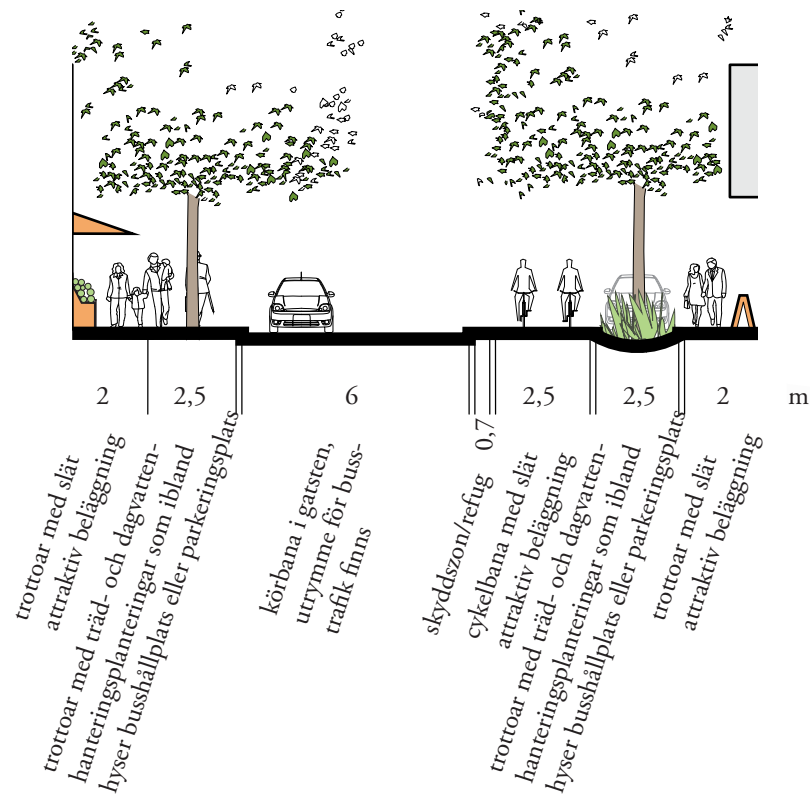 2 2,5 6 0,7 2,5 2,5 2 m
trottoar med slät
attraktiv beläggning
trottoar med träd- och dagvatten-
hanteringsplanteringar som ibland
hyser busshållplats eller parkeringsplats
körbana i gatsten,
utrymme för buss-
trafik finns
skyddszon/refug
cykelbana med slät
attraktiv beläggning
trottoar med träd- och dagvatten-
hanteringsplanteringar som ibland
hyser busshållplats eller parkeringsplats
trottoar med slät
attraktiv beläggning